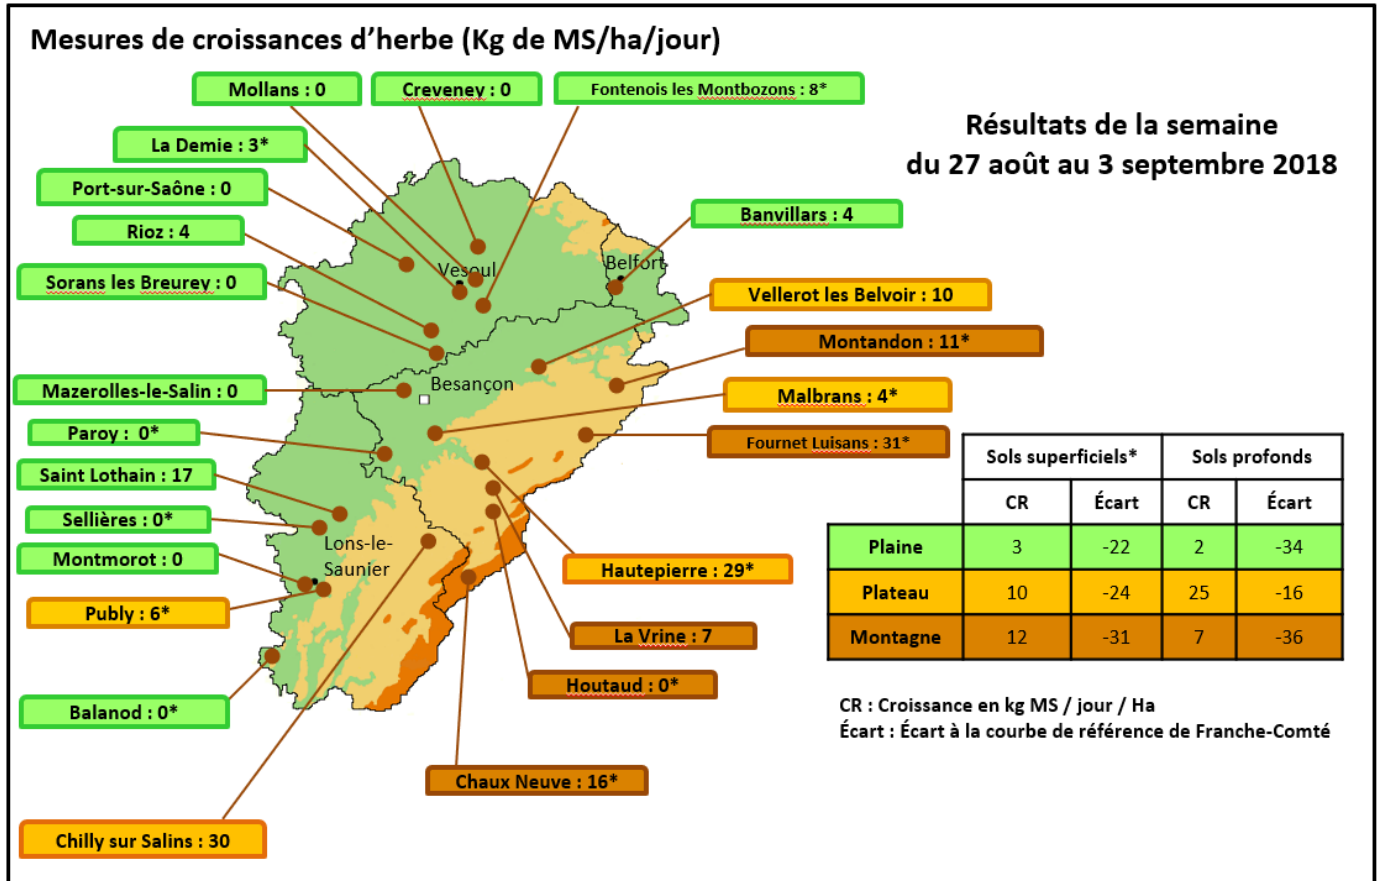 Mesures de croissances d’herbe (Kg de MS/ha/jour)
Mollans : 0
Creveney : 0
Fontenois les Montbozons : 8*
Résultats de la semaine
du 27 août au 3 septembre 2018
La Demie : 3*
Port-sur-Saône : 0
Rioz : 4
Banvillars : 4
Sorans les Breurey : 0
Vesoul
Belfort
Vellerot les Belvoir : 10
Montandon : 11*
Mazerolles-le-Salin : 0
Besançon
Malbrans : 4*
Paroy : 0*
Fournet Luisans : 31*
Saint Lothain : 17
Sellières : 0*
Montmorot : 0
Lons-le-
Saunier
Hautepierre : 29*
Publy : 6*
La Vrine : 7
Houtaud : 0*
Balanod : 0*
Chaux Neuve : 16*
Chilly sur Salins : 30
Sols superficiels* Sols profonds
CR Écart CR Écart
Plaine 3 -22 2 -34
Plateau 10 -24 25 -16
Montagne 12 -31 7 -36
CR : Croissance en kg MS / jour / Ha
Écart : Écart à la courbe de référence de Franche-Comté